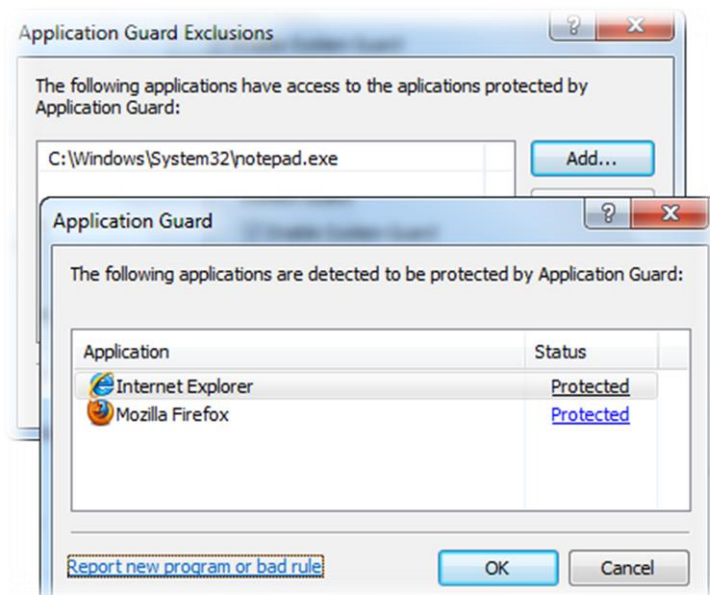 Application Guard Exclusions
The following applications have access to the aplications protected by
Application Guard:
C:\Windows\System32\notepad.exe
Add...
Application Guard
The following applications are detected to be protected by Application Guard:
Application Status
Internet Explorer Protected
Mozilla Firefox Protected
Report new program or bad rule
OK Cancel